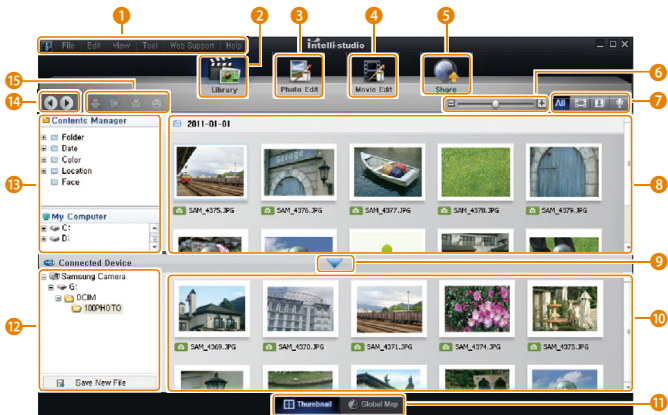 1 2 3 4 5
File Edit View Tool Web Support Help
intelli-studio
Library Photo Edit Movie Edit Share
6
15
14
All
7
Contents Manager
2011-01-01
Folder
Date
Color
Location
Face
13
8
SAM_4375.JPG SAM_4376.JPG SAM_4377.JPG SAM_4378.JPG SAM_4379.JPG
My Computer
C:
D:
Connected Device
9
Samsung Camera
G:
DCIM
100PHOTO
12
10
SAM_4369.JPG SAM_4370.JPG SAM_4371.JPG SAM_4374.JPG SAM_4375.JPG
Save New File
Thumbnail Global Map
11